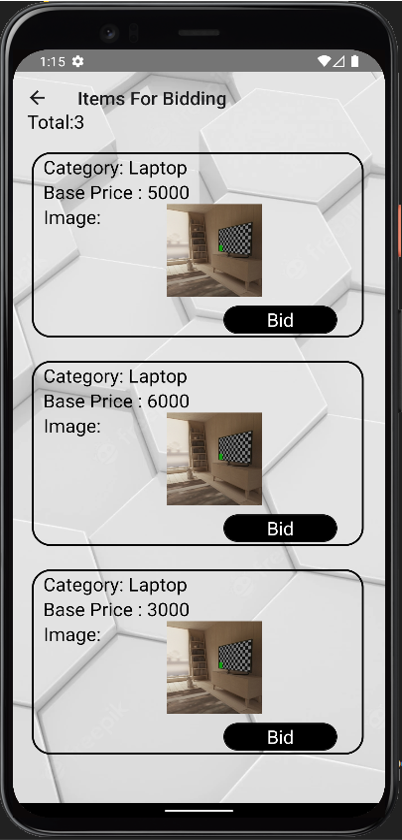 1:15
Items For Bidding
Total:3
Category: Laptop
Base Price : 5000
Image:
Bid
Category: Laptop
Base Price : 6000
Image:
Bid
Category: Laptop
Base Price : 3000
Image:
Bid